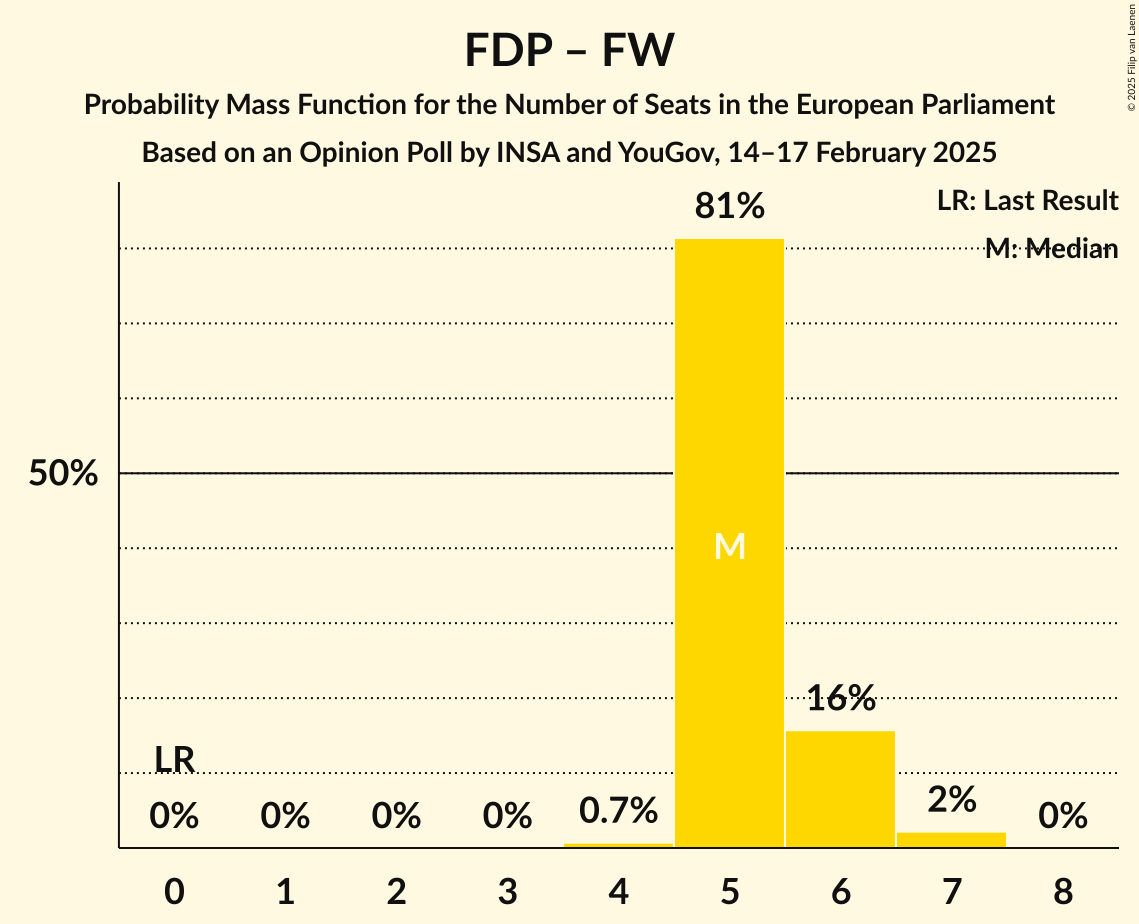 FDP – FW
Probability Mass Function for the Number of Seats in the European Parliament
Based on an Opinion Poll by INSA and YouGov, 14–17 February 2025
© 2025 Filip van Laenen
LR: Last Result
M: Median
81%
50%
M
16%
LR
0%
0%
0%
0%
0.7%
2%
0%
0 1 2 3 4 5 6 7 8